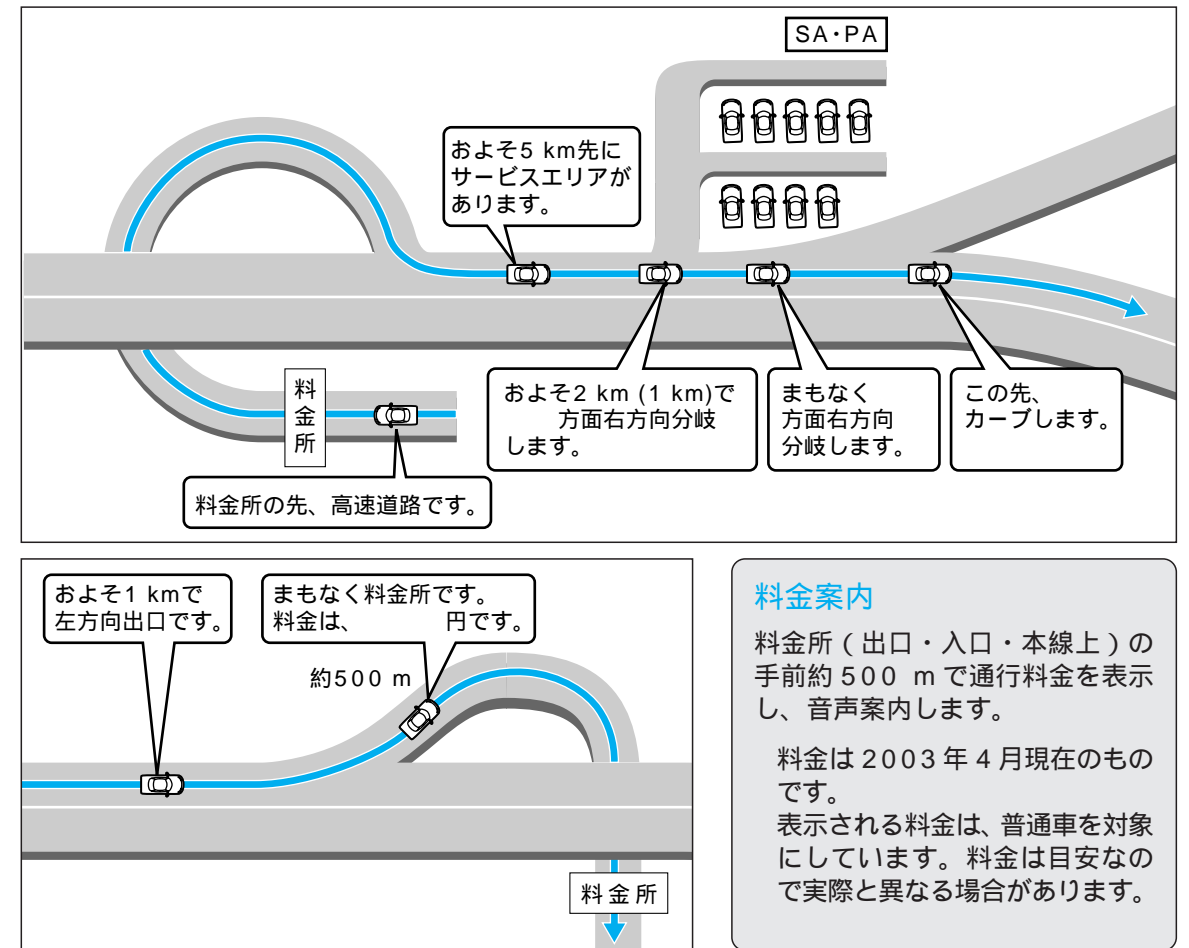 SA・PA
およそ5 km先に
サービスエリアが
あります。
およそ2 km (1 km)で
方面右方向分岐
します。
まもなく
方面右方向
分岐します。
この先、
カーブします。
料金所
料金所の先、高速道路です。
およそ1 kmで
左方向出口です。
まもなく料金所です。
料金は、 円です。
約500 m
料金所
料金案内
料金所(出口・入口・本線上)の
手前約500 mで通行料金を表示
し、音声案内します。
料金は2003年4月現在のもの
です。
表示される料金は、普通車を対象
にしています。料金は目安なの
で実際と異なる場合があります。